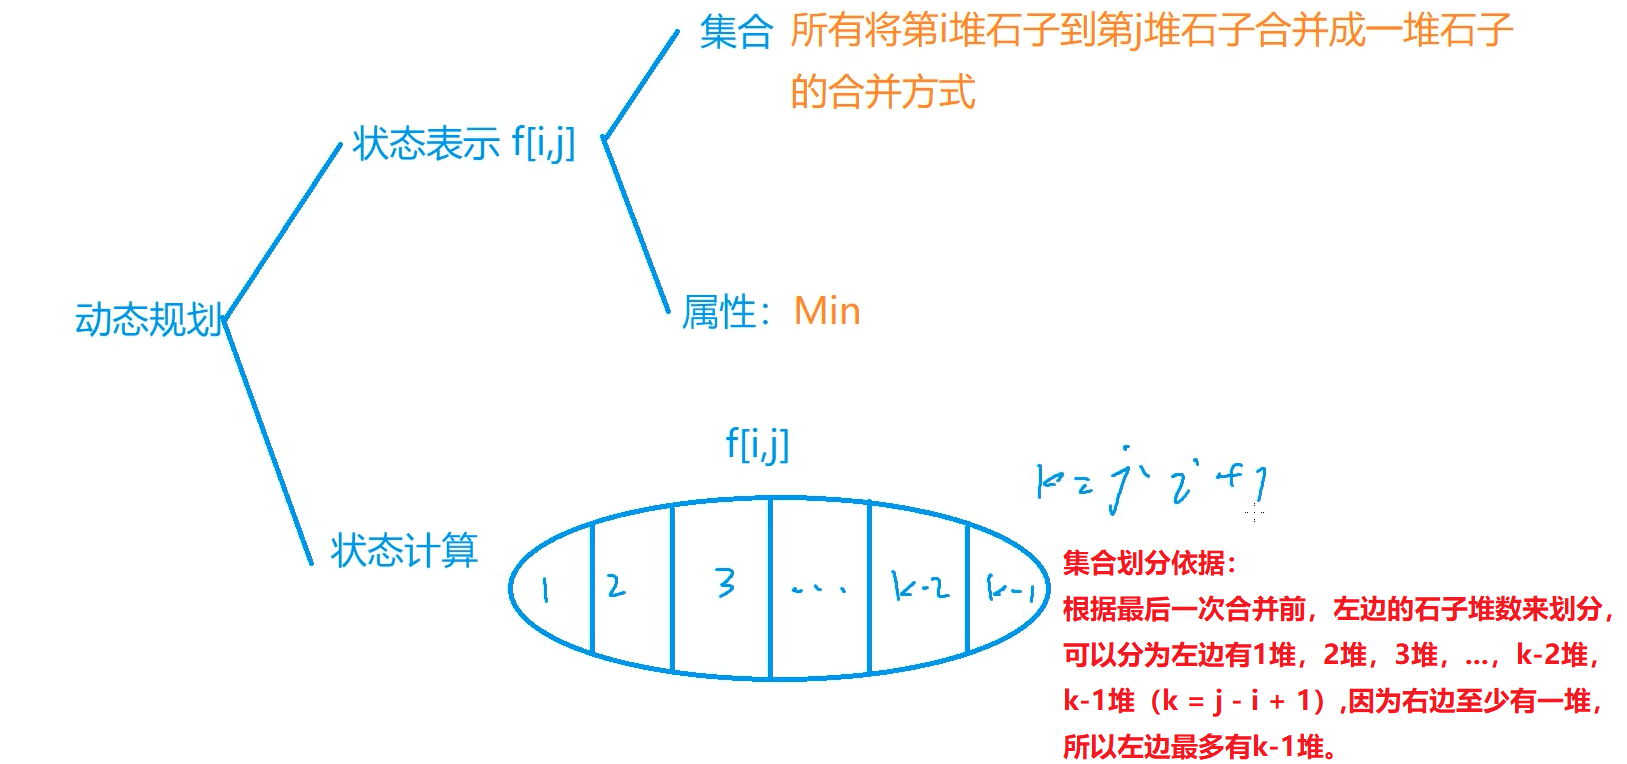 集合 所有将第i堆石子到第j堆石子合并成一堆石子
的合并方式
状态表示 f[i,j]
动态规划
属性：Min
f[i,j]
k = j - i + 1
状态计算
1 2 3 ... k-2 k-1
集合划分依据：
根据最后一次合并前，左边的石子堆数来划分，
可以分为左边有1堆，2堆，3堆，...，k-2堆，
k-1堆（k = j - i + 1）,因为右边至少有一堆，
所以左边最多有k-1堆。